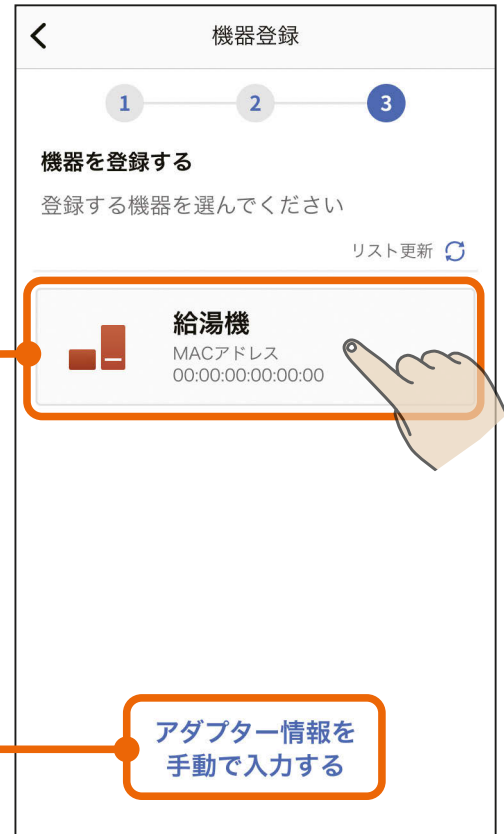 機器登録
1 2 3
機器を登録する
登録する機器を選んでください
リスト更新
給湯機
MACアドレス
00:00:00:00:00:00
アダプター情報を
手動で入力する